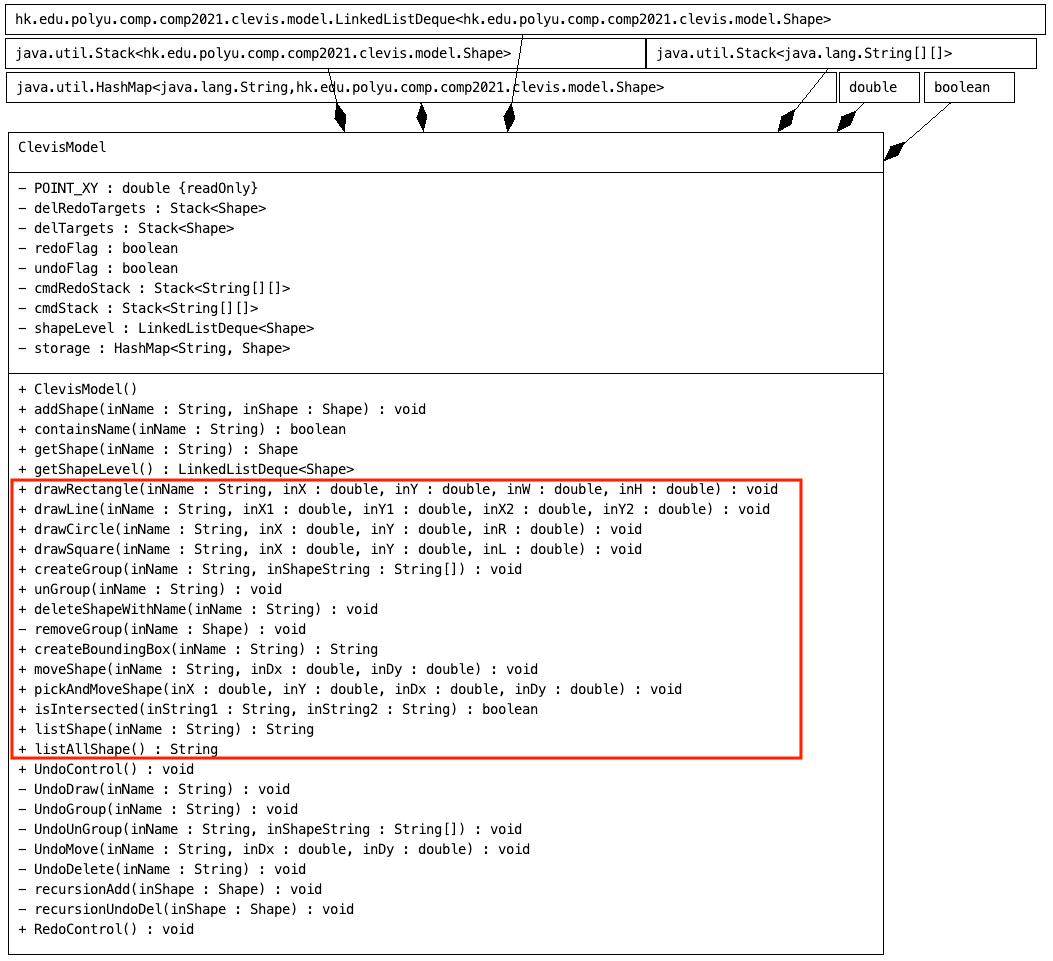 hk.edu.polyu.comp.comp2021.clevis.model.LinkedListDeque<hk.edu.polyu.comp.comp2021.clevis.model.Shape>
java.util.Stack<hk.edu.polyu.comp.comp2021.clevis.model.Shape>
java.util.Stack<java.lang.String[][]>
java.util.HashMap<java.lang.String,hk.edu.polyu.comp.comp2021.clevis.model.Shape>
double
boolean
ClevisModel
− POINT_XY : double {readOnly}
− delRedoTargets : Stack<Shape>
− delTargets : Stack<Shape>
− redoFlag : boolean
− undoFlag : boolean
− cmdRedoStack : Stack<String[][]>
− cmdStack : Stack<String[][]>
− shapeLevel : LinkedListDeque<Shape>
− storage : HashMap<String, Shape>
+ ClevisModel()
+ addShape(inName : String, inShape : Shape) : void
+ containsName(inName : String) : boolean
+ getShape(inName : String) : Shape
+ getShapeLevel() : LinkedListDeque<Shape>
+ drawRectangle(inName : String, inX : double, inY : double, inW : double, inH : double) : void
+ drawLine(inName : String, inX1 : double, inY1 : double, inX2 : double, inY2 : double) : void
+ drawCircle(inName : String, inX : double, inY : double, inR : double) : void
+ drawSquare(inName : String, inX : double, inY : double, inL : double) : void
+ createGroup(inName : String, inShapeString : String[]) : void
+ unGroup(inName : String) : void
+ deleteShapeWithName(inName : String) : void
− removeGroup(inName : Shape) : void
+ createBoundingBox(inName : String) : String
+ moveShape(inName : String, inDx : double, inDy : double) : void
+ pickAndMoveShape(inX : double, inY : double, inDx : double, inDy : double) : void
+ isIntersected(inString1 : String, inString2 : String) : boolean
+ listShape(inName : String) : String
+ listAllShape() : String
+ UndoControl() : void
− UndoDraw(inName : String) : void
− UndoGroup(inName : String) : void
− UndoUnGroup(inName : String, inShapeString : String[]) : void
− UndoMove(inName : String, inDx : double, inDy : double) : void
− UndoDelete(inName : String) : void
− recursionAdd(inShape : Shape) : void
− recursionUndoDel(inShape : Shape) : void
+ RedoControl() : void